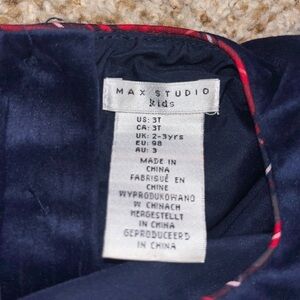 MAX STUDIO
kids
US: 3T
CA: 3T
UK: 2-3yrs
EU: 98
AU: 3
MADE IN
CHINA
FABRIQUÉ EN
CHINE
WYPRODUKOWANO
W CHINACH
HERGESTELLT
IN CHINA
GEPRODUCEERD
IN CHINA